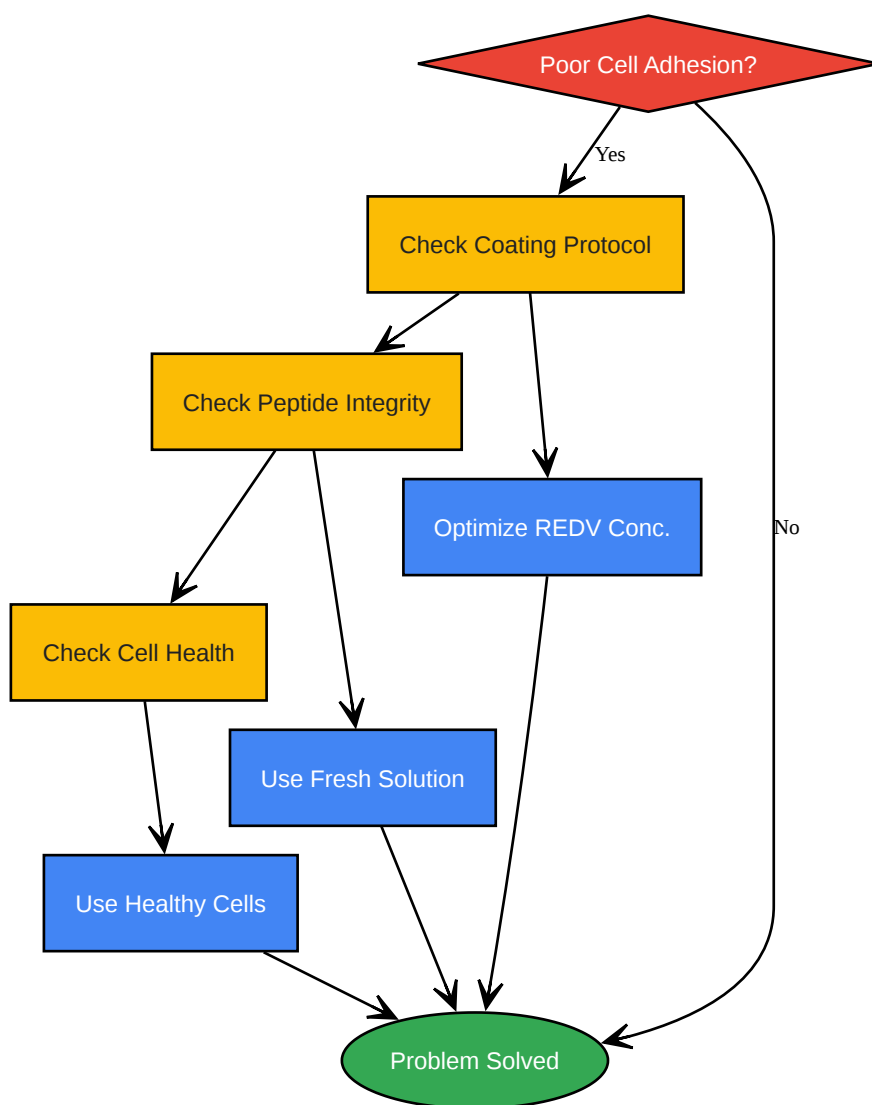 Poor Cell Adhesion?
Yes
Check Coating Protocol
Check Peptide Integrity
Optimize REDV Conc.
No
Check Cell Health
Use Fresh Solution
Use Healthy Cells
Problem Solved